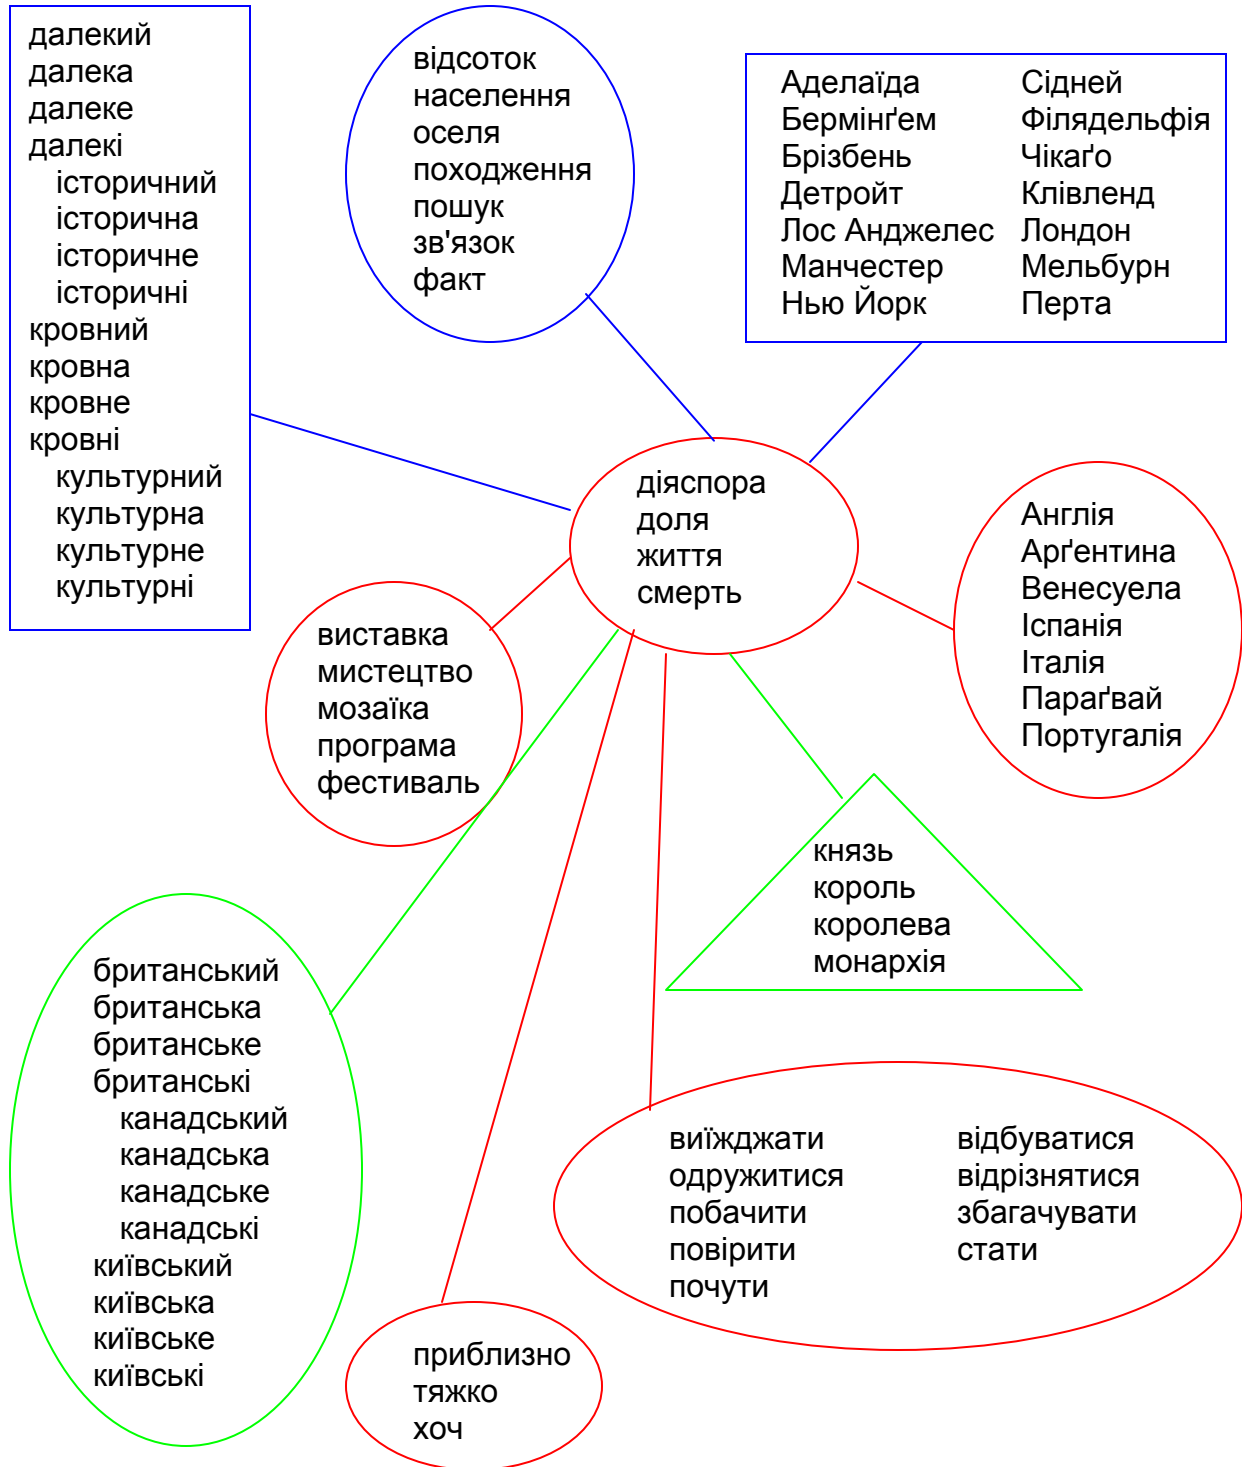 далекий
далека
далеке
далекі
історичний
історична
історичне
історичні
кровний
кровна
кровне
кровні
культурний
культурна
культурне
культурні
відсоток
населення
оселя
походження
пошук
зв'язок
факт
Аделаїда
Бермінґем
Брізбень
Детройт
Лос Анджелес
Манчестер
Нью Йорк
Сідней
Філядельфія
Чікаґо
Клівленд
Лондон
Мельбурн
Перта
діяспора
доля
життя
смерть
Англія
Арґентина
Венесуела
Іспанія
Італія
Параґвай
Португалія
виставка
мистецтво
мозаїка
програма
фестиваль
князь
король
королева
монархія
британський
британська
британське
британські
канадський
канадська
канадське
канадські
київський
київська
київське
київські
виїжджати
одружитися
побачити
повірити
почути
відбуватися
відрізнятися
збагачувати
стати
приблизно
тяжко
хоч